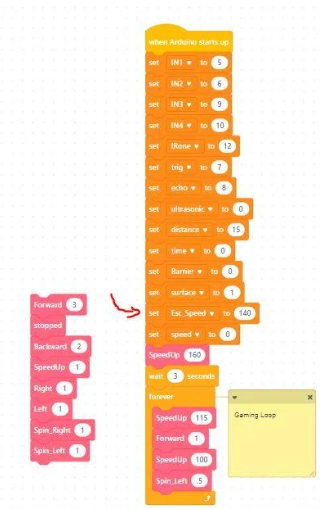 when Arduino starts up
set IN1 to 5
set IN2 to 6
set IN3 to 9
set IN4 to 10
set tRone to 12
set trig to 7
set echo to 8
set ultrasonic to 0
set distance to 15
set time to 0
set Rarrier to 0
set surface to 1
set Esc_Speed to 140
set speed to 0
SpeedUp 160
wait 3 seconds
forever
SpeedUp 115
Forward 1
SpeedUp 100
Spin_Left .5
Forward 3
stopped
Backward 2
SpeedUp 1
Right 1
Left 1
Spin_Right 1
Spin_Left 1
Gaming Loop